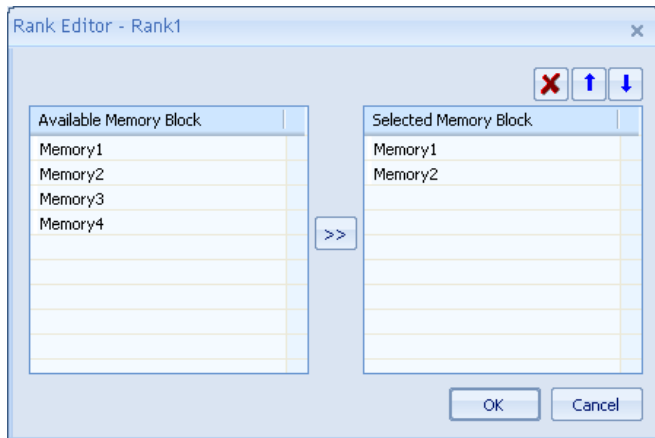 Rank Editor - Rank1
Available Memory Block
Memory1
Memory2
Memory3
Memory4
>>
Selected Memory Block
Memory1
Memory2
OK
Cancel